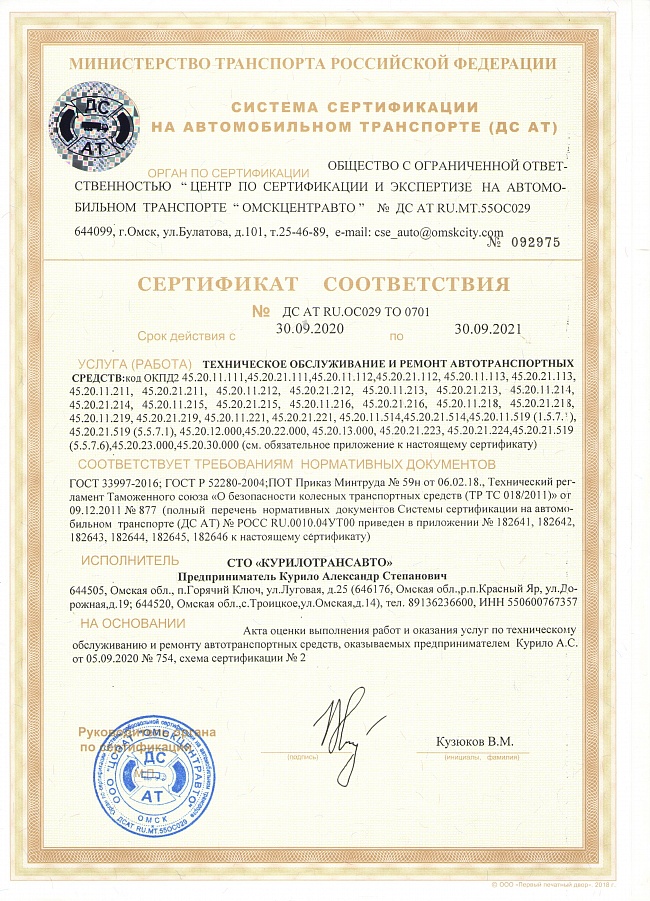 МИНИСТЕРСТВО ТРАНСПОРТА РОССИЙСКОЙ ФЕДЕРАЦИИ
ДС
АТ
СИСТЕМА СЕРТИФИКАЦИИ
НА АВТОМОБИЛЬНОМ ТРАНСПОРТЕ (ДС АТ)
ОРГАН ПО СЕРТИФИКАЦИИ ОБЩЕСТВО С ОГРАНИЧЕННОЙ ОТВЕТ-
СТВЕННОСТЬЮ “ ЦЕНТР ПО СЕРТИФИКАЦИИ И ЭКСПЕРТИЗЕ НА АВТОМО-
БИЛЬНОМ ТРАНСПОРТЕ “ ОМСКЦЕНТРАВТО ” № ДС АТ RU.МТ.55ОС029
644099, г.Омск, ул.Булатова, д.101, т.25-46-89, e-mail: cse_auto@omskcity.com
№ 092975
СЕРТИФИКАТ СООТВЕТСТВИЯ
№ ДС АТ RU.ОС029 ТО 0701
Срок действия с 30.09.2020 по 30.09.2021
УСЛУГА (РАБОТА) ТЕХНИЧЕСКОЕ ОБСЛУЖИВАНИЕ И РЕМОНТ АВТОТРАНСПОРТНЫХ
СРЕДСТВ:код ОКПД2 45.20.11.111,45.20.21.111,45.20.11.112,45.20.21.112, 45.20.11.113, 45.20.21.113,
45.20.11.211, 45.20.21.211, 45.20.11.212, 45.20.21.212, 45.20.11.213, 45.20.21.213, 45.20.11.214,
45.20.21.214, 45.20.11.215, 45.20.21.215, 45.20.11.216, 45.20.21.216, 45.20.11.218, 45.20.21.218,
45.20.11.219, 45.20.21.219, 45.20.11.221, 45.20.21.221, 45.20.11.514,45.20.21.514,45.20.11.519 (1.5.7.1),
45.20.21.519 (5.5.7.1), 45.20.12.000,45.20.22.000, 45.20.13.000, 45.20.21.223, 45.20.21.224,45.20.21.519
(5.5.7.6),45.20.23.000,45.20.30.000 (см. обязательное приложение к настоящему сертификату)
СООТВЕТСТВУЕТ ТРЕБОВАНИЯМ НОРМАТИВНЫХ ДОКУМЕНТОВ
ГОСТ 33997-2016; ГОСТ Р 52280-2004;ПОТ Приказ Минтруда № 59н от 06.02.18., Технический рег-
ламент Таможенного союза «О безопасности колесных транспортных средств (ТР ТС 018/2011)» от
09.12.2011 № 877 (полный перечень нормативных документов Системы сертификации на автомо-
бильном транспорте (ДС АТ) № РОСС RU.0010.04УТ00 приведен в приложении № 182641, 182642,
182643, 182644, 182645, 182646 к настоящему сертификату)
ИСПОЛНИТЕЛЬ СТО «КУРИЛОТРАНСАВТО»
Предприниматель Курило Александр Степанович
644505, Омская обл., п.Горячий Ключ, ул.Луговая, д.25 (646176, Омская обл.,р.п.Красный Яр, ул.До-
рожная,д.19; 644520, Омская обл.,с.Троицкое,ул.Омская,д.14), тел. 89136236600, ИНН 550600767357
НА ОСНОВАНИИ Акта оценки выполнения работ и оказания услуг по техническому
обслуживанию и ремонту автотранспортных средств, оказываемых предпринимателем Курило А.С.
от 05.09.2020 № 754, схема сертификации № 2
Руководитель органа
по сертификации
М.П.
(подпись)
Кузюков В.М.
(инициалы, фамилия)
ООО "ЦСЭАТ "ОМСКЦЕНТРАВТО"
ДС
АТ
ОМСК
ДСАТ RU.МТ.55ОС029
© ООО «Первый печатный двор», 2018 г.